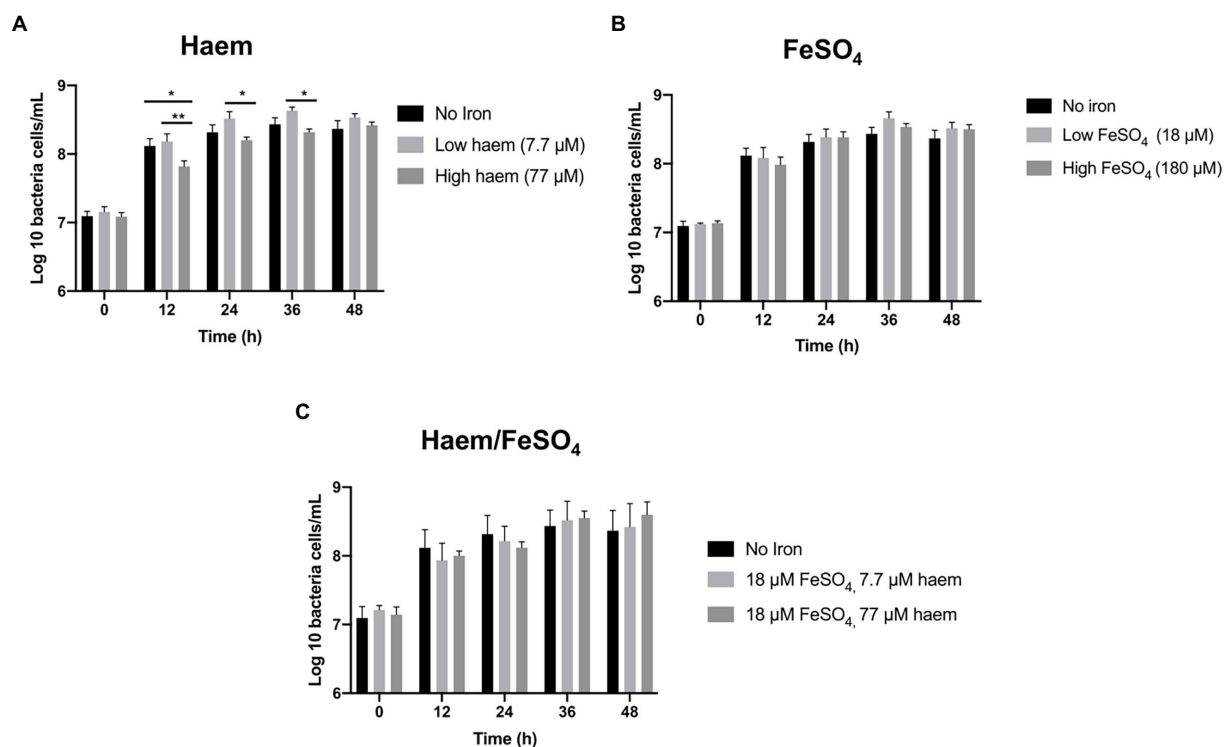 A
Haem
Log 10 bacteria cells/mL
9
8
7
6
*
**
*
*
0 12 24 36 48
Time (h)
No Iron
Low haem (7.7 µM)
High haem (77 µM)
B
FeSO4
Log 10 bacteria cells/mL
9
8
7
6
0 12 24 36 48
Time (h)
No iron
Low FeSO4 (18 µM)
High FeSO4 (180 µM)
C
Haem/FeSO4
Log 10 bacteria cells/mL
9
8
7
6
0 12 24 36 48
Time (h)
No Iron
18 µM FeSO4, 7.7 µM haem
18 µM FeSO4, 77 µM haem